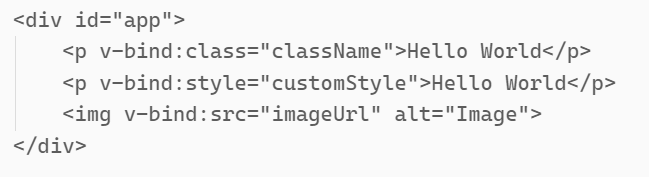 <div id="app">
    <p v-bind:class="className">Hello World</p>
    <p v-bind:style="customStyle">Hello World</p>
    <img v-bind:src="imageUrl" alt="Image">
</div>